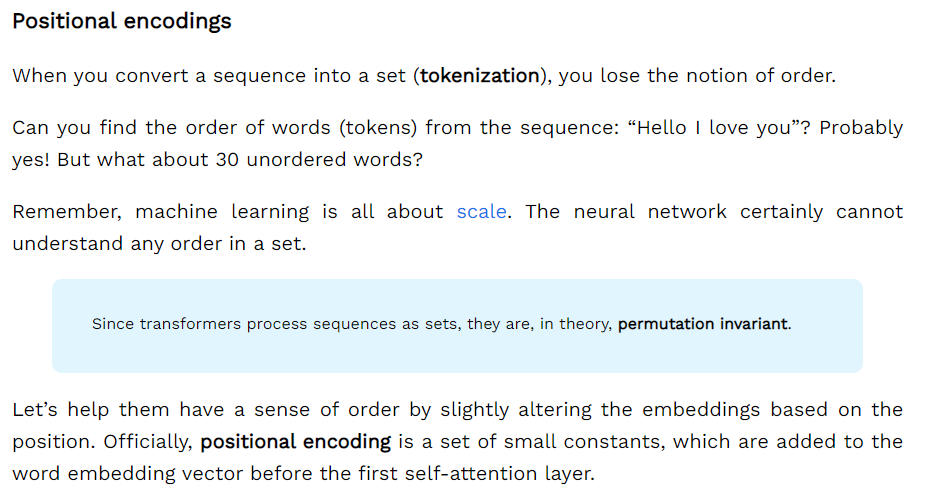 Positional encodings
When you convert a sequence into a set (tokenization), you lose the notion of order.
Can you find the order of words (tokens) from the sequence: “Hello I love you”? Probably
yes! But what about 30 unordered words?
Remember, machine learning is all about scale. The neural network certainly cannot
understand any order in a set.
Since transformers process sequences as sets, they are, in theory, permutation invariant.
Let’s help them have a sense of order by slightly altering the embeddings based on the
position. Officially, positional encoding is a set of small constants, which are added to the
word embedding vector before the first self-attention layer.